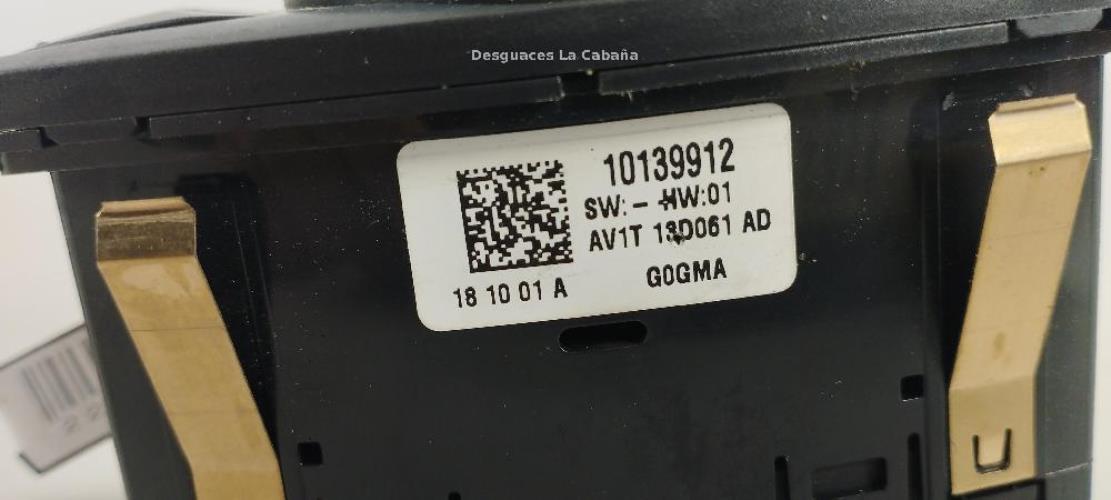 Desguaces La Cabaña
10139912
SW: - HW:01
AV1T 13D061 AD
G0GMA
18 10 01 A